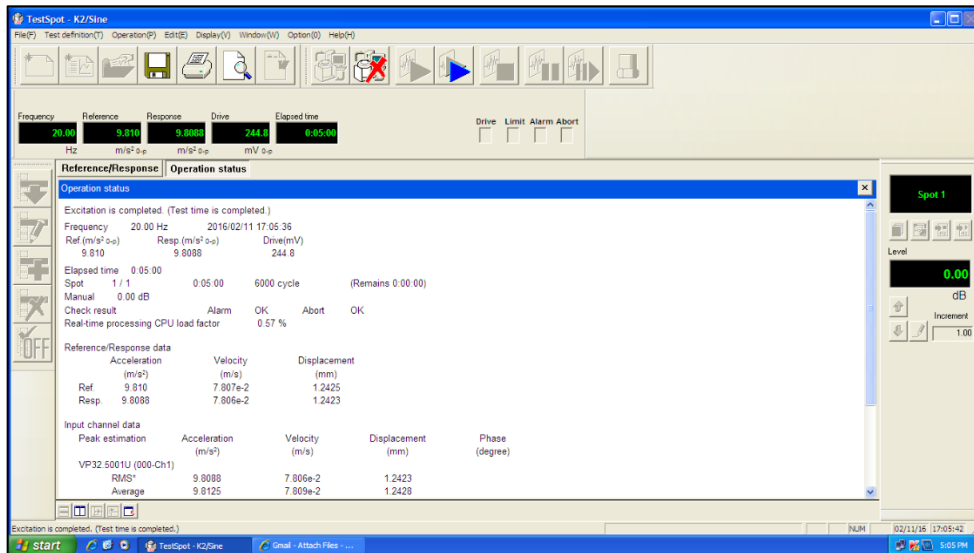 TestSpot - K2/Sine
File(F) Test definition(T) Operation(P) Edit(E) Display(V) Window(W) Option(O) Help(H)
Frequency Reference Response Drive Elapsed time
20.00 9.810 9.8088 244.8 0:05:00
Hz m/s² 0-p m/s² 0-p mV 0-p
Drive Limit Alarm Abort
Reference/Response Operation status
Operation status
Excitation is completed. (Test time is completed.)
Frequency 20.00 Hz 2016/02/11 17:05:36
Ref.(m/s² 0-p) Resp.(m/s² 0-p) Drive(mV)
9.810 9.8088 244.8
Elapsed time 0:05:00
Spot 1 / 1 0:05:00 6000 cycle (Remains 0:00:00)
Manual 0.00 dB
Check result Alarm OK Abort OK
Real-time processing CPU load factor 0.57 %
Reference/Response data
Acceleration Velocity Displacement
(m/s²) (m/s) (mm)
Ref. 9.810 7.807e-2 1.2425
Resp. 9.8088 7.806e-2 1.2423
Input channel data
Peak estimation Acceleration Velocity Displacement Phase
(m/s²) (m/s) (mm) (degree)
VP32.5001U (000-Ch1)
RMS* 9.8088 7.806e-2 1.2423
Average 9.8125 7.809e-2 1.2428
OFF
Spot 1
Level
0.00
dB
Increment
1.00
Excitation is completed. (Test time is completed.) NUM 02/11/16 17:05:42
start TestSpot - K2/Sine Gmail - Attach Files - ... 5:05 PM